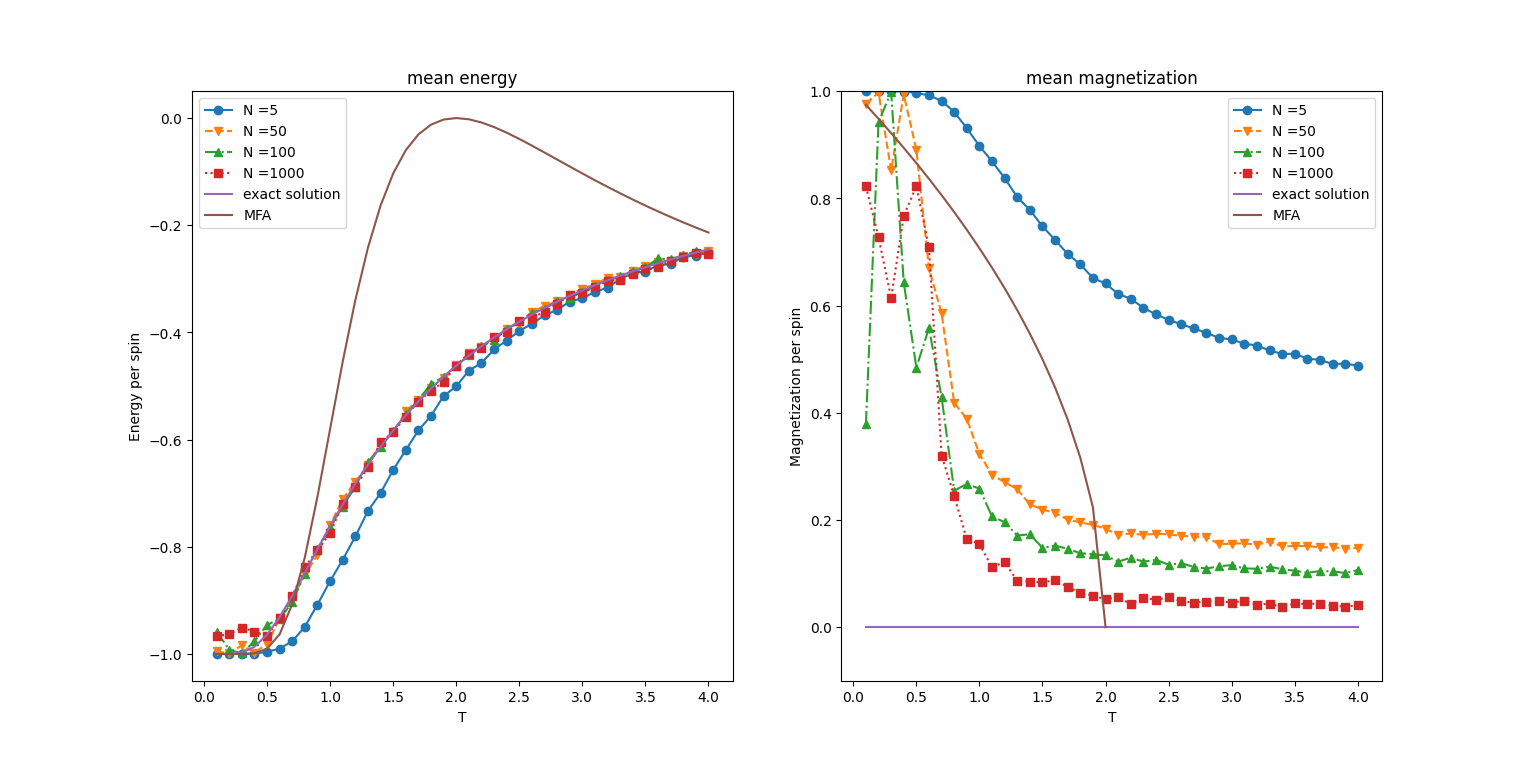 mean energy
N =5
N =50
N =100
N =1000
exact solution
MFA
Energy per spin
0.0
−0.2
−0.4
−0.6
−0.8
−1.0
0.0 0.5 1.0 1.5 2.0 2.5 3.0 3.5 4.0
T
mean magnetization
N =5
N =50
N =100
N =1000
exact solution
MFA
Magnetization per spin
1.0
0.8
0.6
0.4
0.2
0.0
0.0 0.5 1.0 1.5 2.0 2.5 3.0 3.5 4.0
T